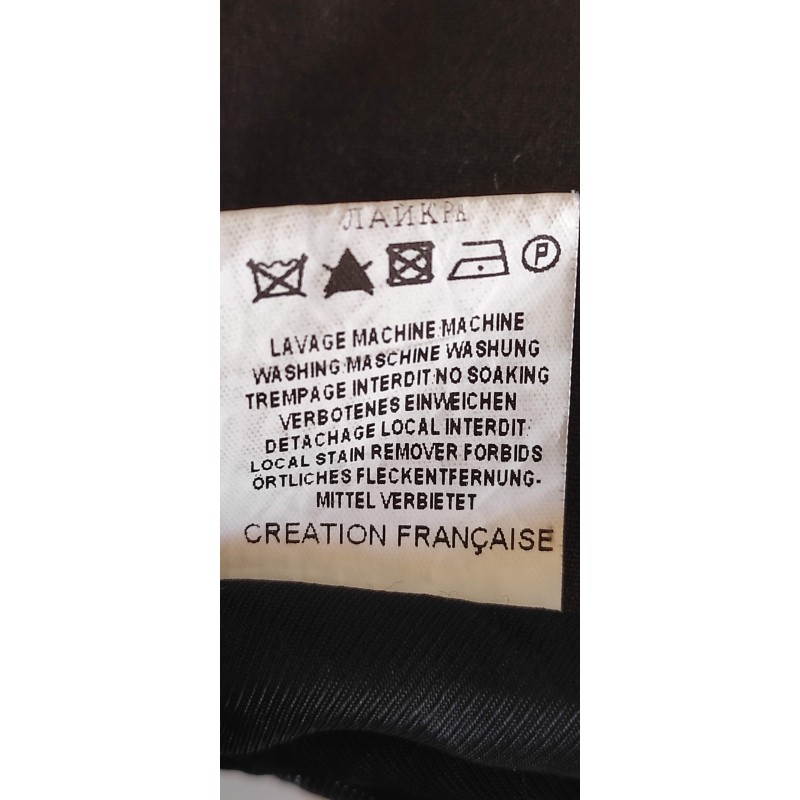 ЛАЙКРА
P
LAVAGE MACHINE:MACHINE
WASHING:MASCHINE WASHUNG
TREMPAGE INTERDIT:NO SOAKING
VERBOTENES EINWEICHEN
DETACHAGE LOCAL INTERDIT:
LOCAL STAIN REMOVER FORBIDS
ÖRTLICHES FLECKENTFERNUNG-
MITTEL VERBIETET
CREATION FRANÇAISE